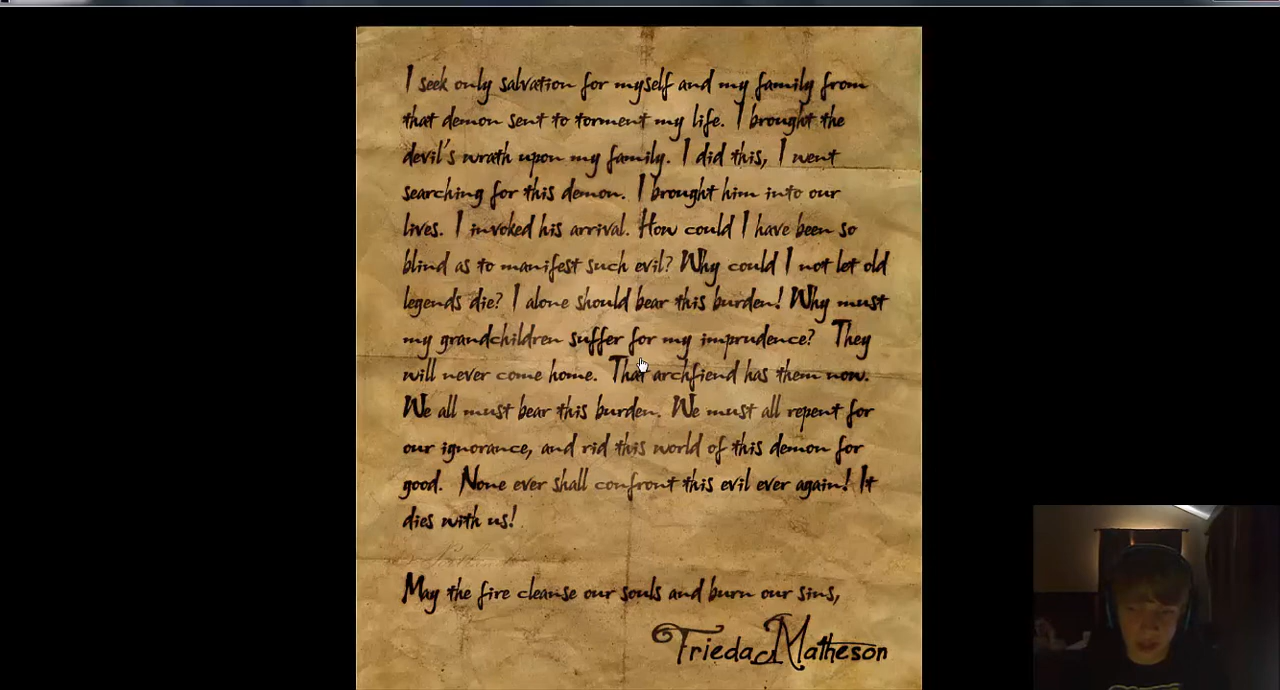 I seek only salvation for myself and my family from
that demon sent to torment my life. I brought the
devil's wrath upon my family. I did this, I went
searching for this demon. I brought him into our
lives. I invoked his arrival. How could I have been so
blind as to manifest such evil? Why could I not let old
legends die? I alone should bear this burden! Why must
my grandchildren suffer for my imprudence? They
will never come home. That archfiend has them now.
We all must bear this burden. We must all repent for
our ignorance, and rid this world of this demon for
good. None ever shall confront this evil ever again! It
dies with us!
May the fire cleanse our souls and burn our sins,
Frieda Matheson